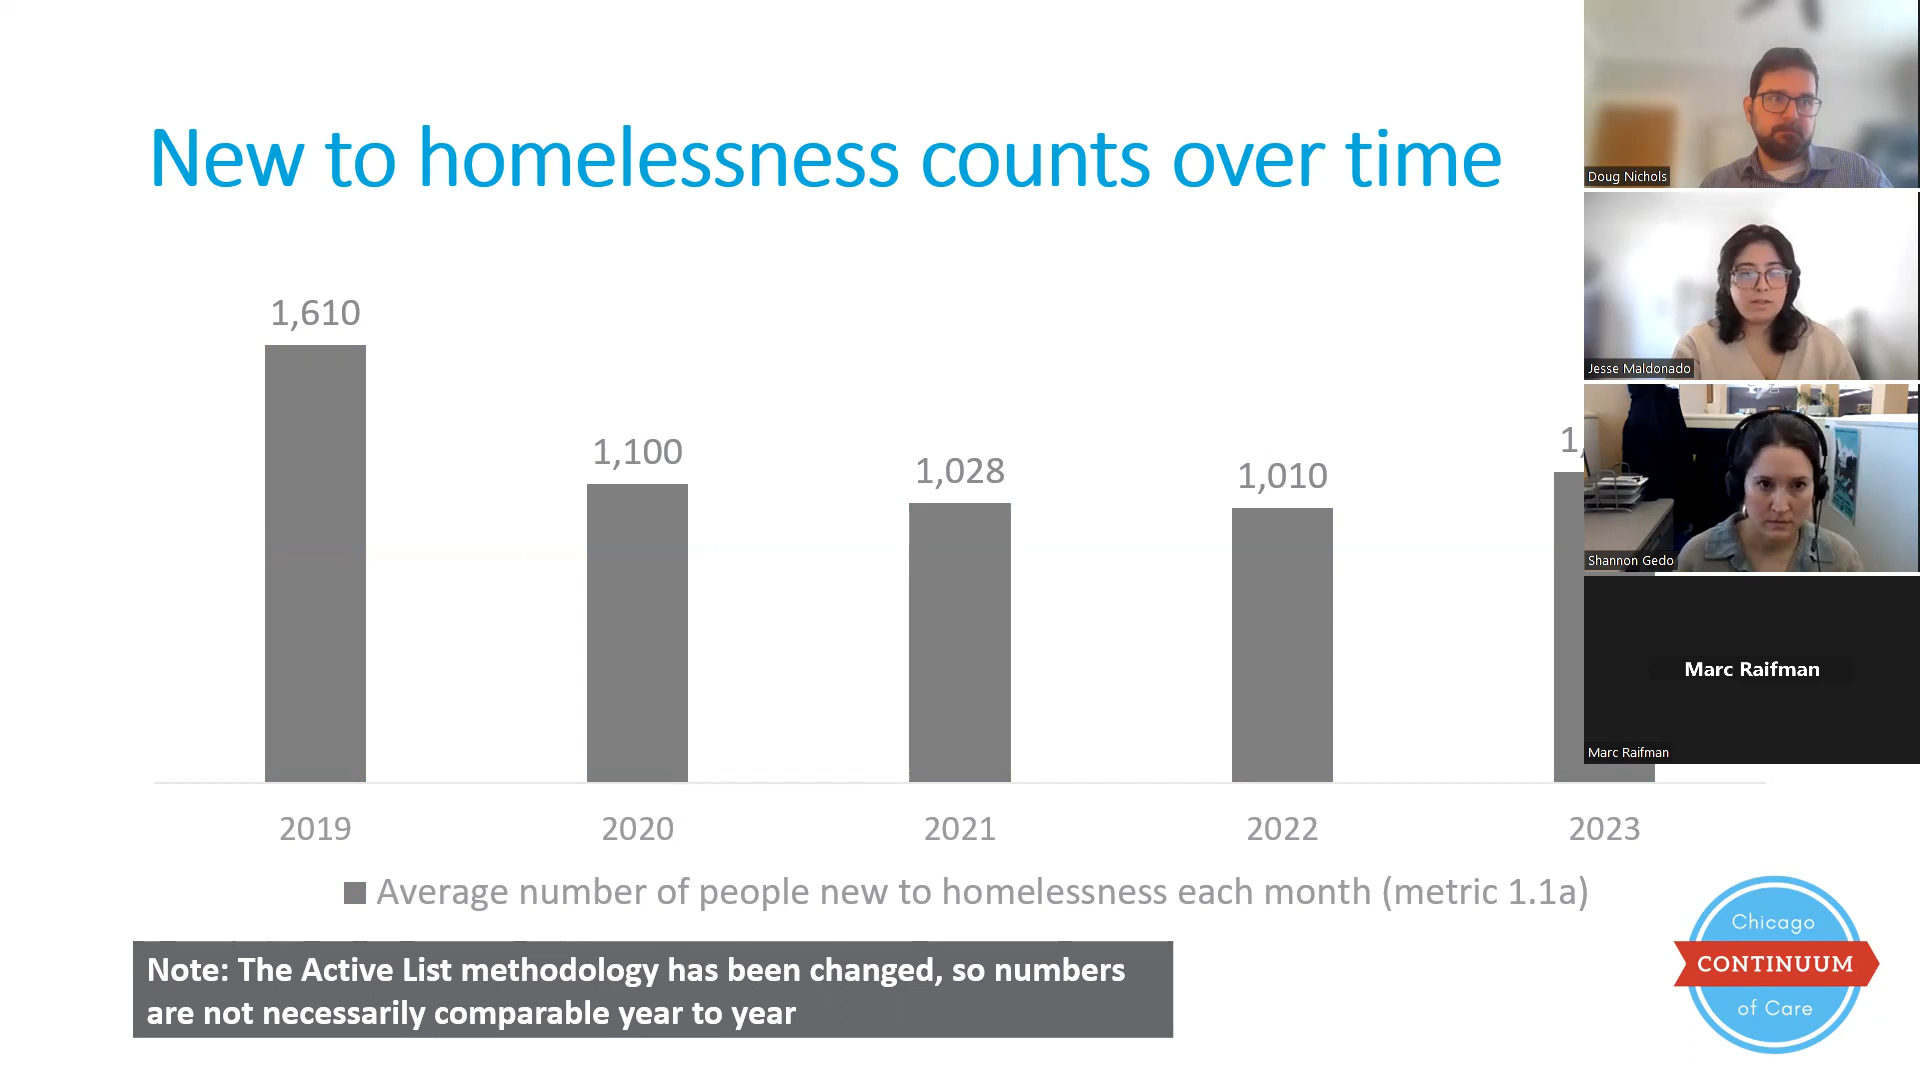 New to homelessness counts over time
1,610
1,100
1,028
1,010
1,
2019
2020
2021
2022
2023
Average number of people new to homelessness each month (metric 1.1a)
Note: The Active List methodology has been changed, so numbers
are not necessarily comparable year to year
Chicago
CONTINUUM
of Care
Doug Nichols
Jesse Maldonado
Shannon Gedo
Marc Raifman
Marc Raifman